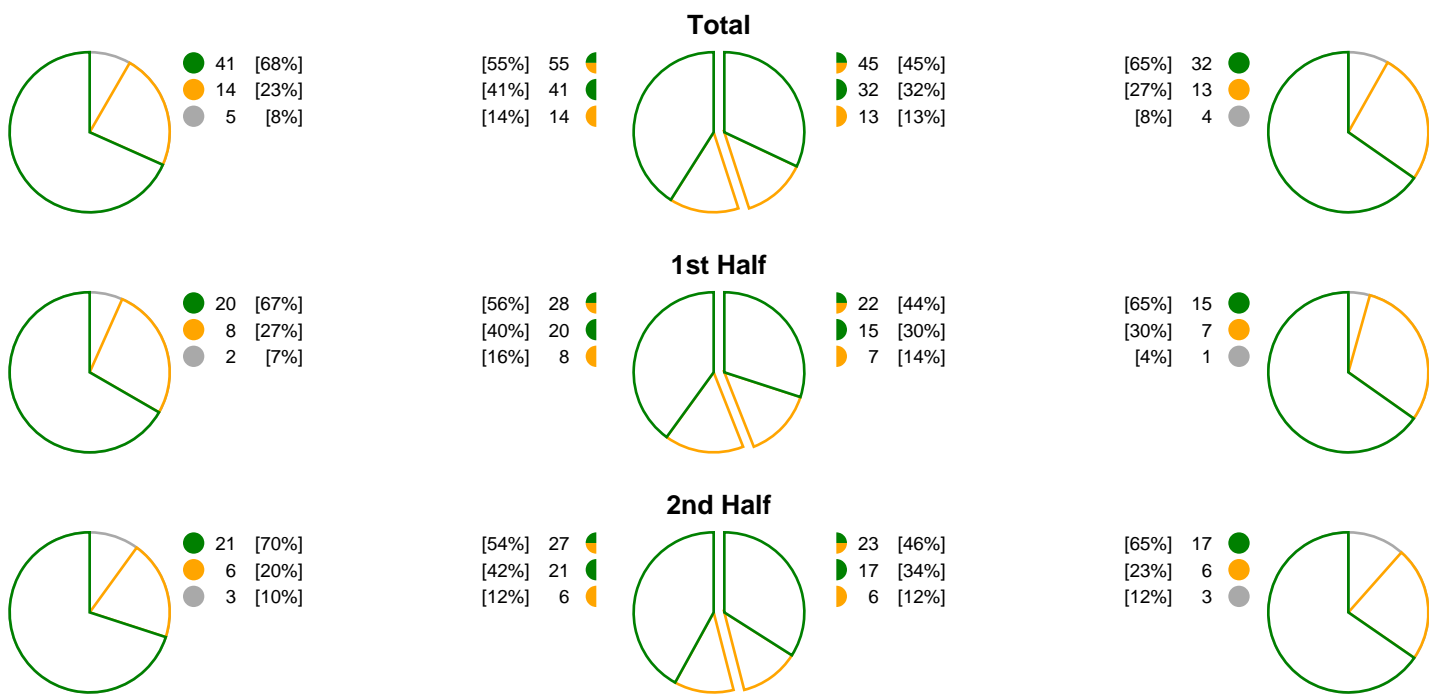 Total
41 [68%] [55%] 55 45 [45%] [65%] 32
14 [23%] [41%] 41 32 [32%] [27%] 13
5 [8%] [14%] 14 13 [13%] [8%] 4
1st Half
20 [67%] [56%] 28 22 [44%] [65%] 15
8 [27%] [40%] 20 15 [30%] [30%] 7
2 [7%] [16%] 8 7 [14%] [4%] 1
2nd Half
21 [70%] [54%] 27 23 [46%] [65%] 17
6 [20%] [42%] 21 17 [34%] [23%] 6
3 [10%] [12%] 6 6 [12%] [12%] 3